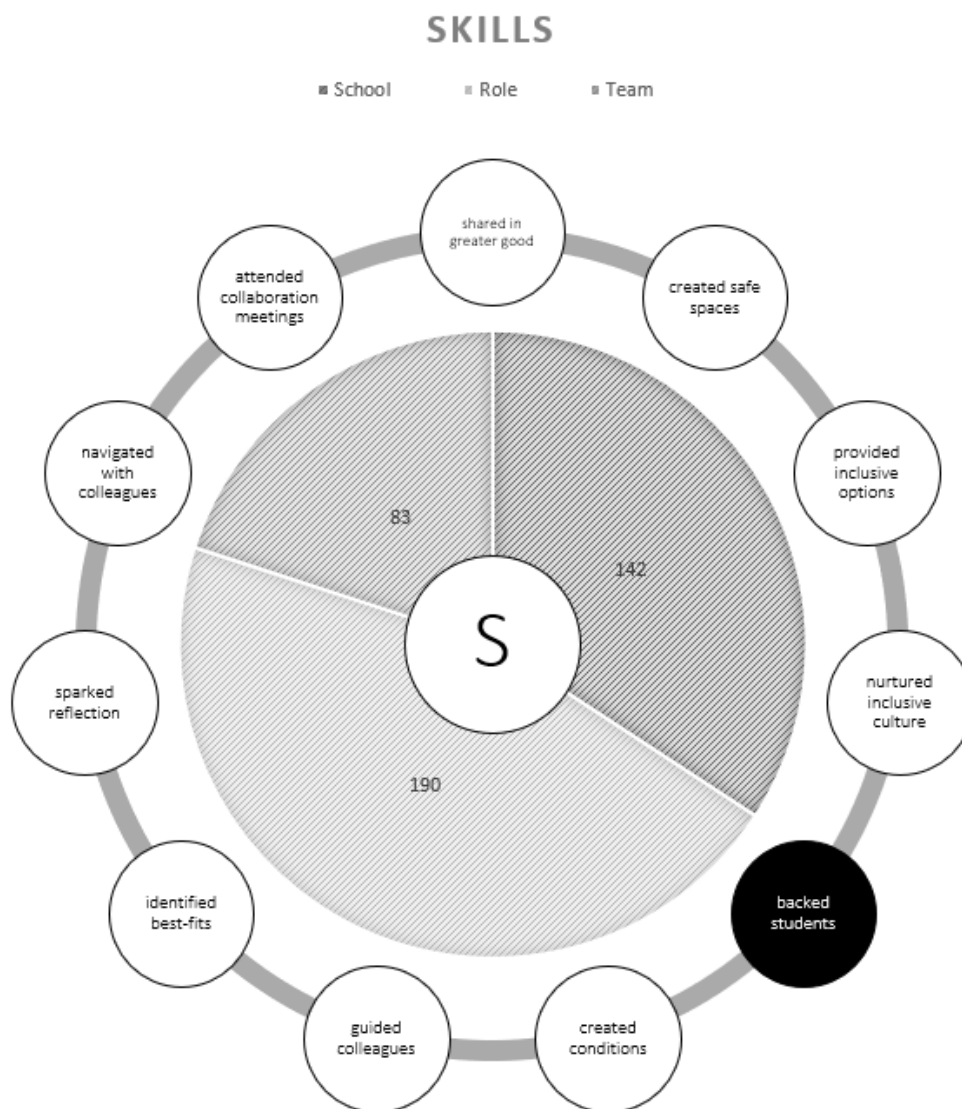 SKILLS
School Role Team
shared in
greater good
created safe
spaces
provided
inclusive
options
nurtured
inclusive
culture
backed
students
created
conditions
guided
colleagues
identified
best-fits
sparked
reflection
navigated
with
colleagues
attended
collaboration
meetings
83
142
S
190